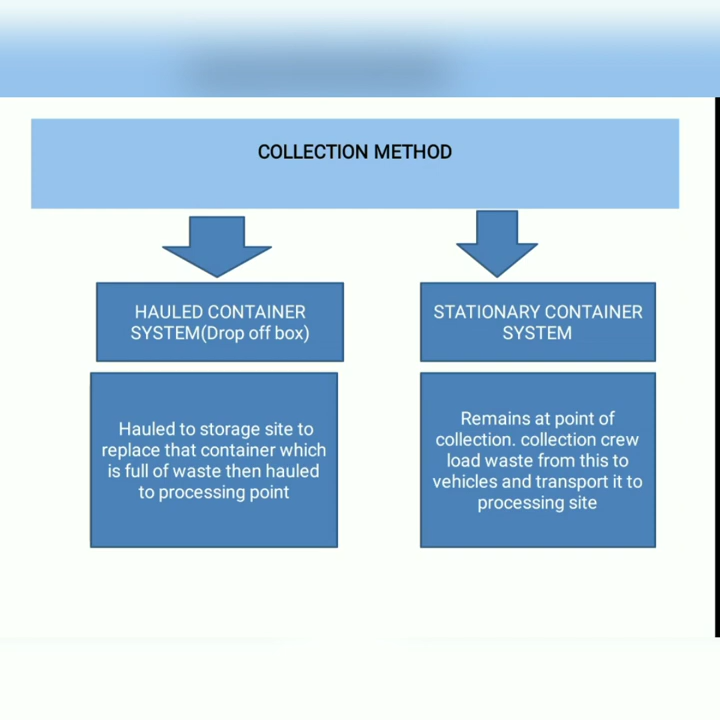 COLLECTION METHOD
HAULED CONTAINER
SYSTEM(Drop off box)
STATIONARY CONTAINER
SYSTEM
Hauled to storage site to
replace that container which
is full of waste then hauled
to processing point
Remains at point of
collection. collection crew
load waste from this to
vehicles and transport it to
processing site